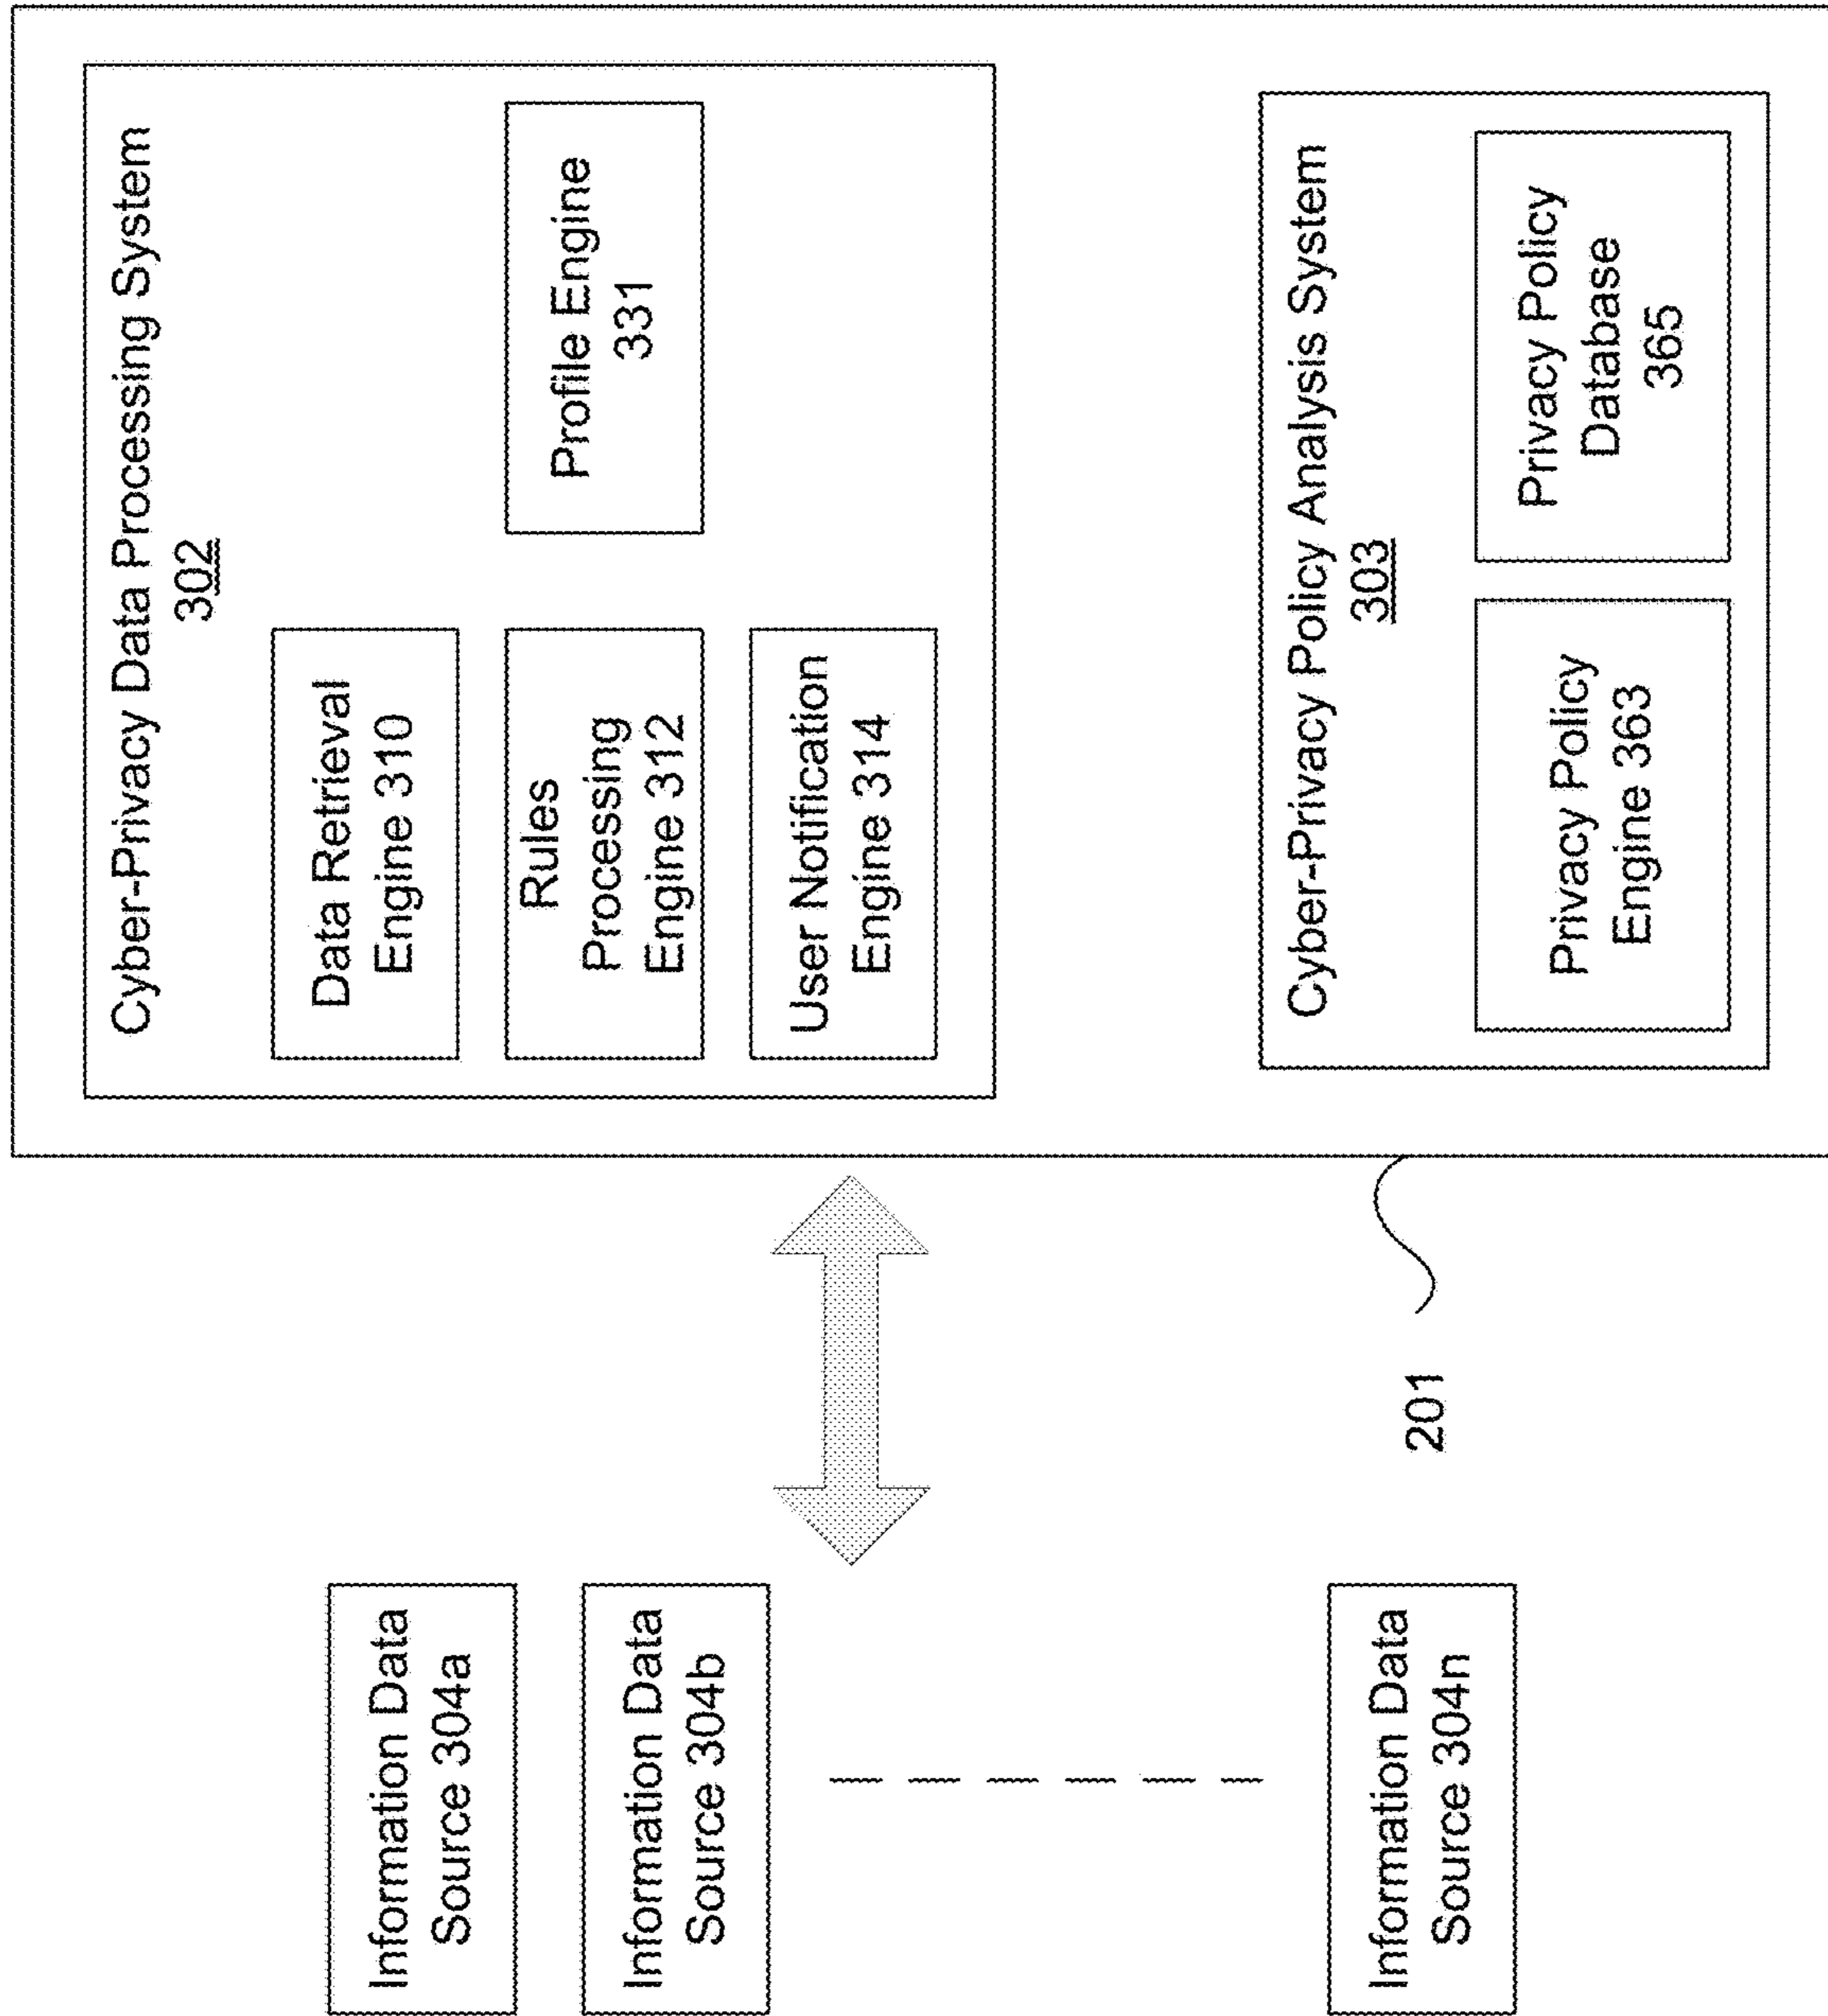 Cyber-Privacy Data Processing System
302
Data Retrieval
Engine 310
Rules
Processing
Engine 312
User Notification
Engine 314
Profile Engine
331
Cyber-Privacy Policy Analysis System
303
Privacy Policy
Engine 363
Privacy Policy
Database
365
Information Data
Source 304a
Information Data
Source 304b
Information Data
Source 304n
201